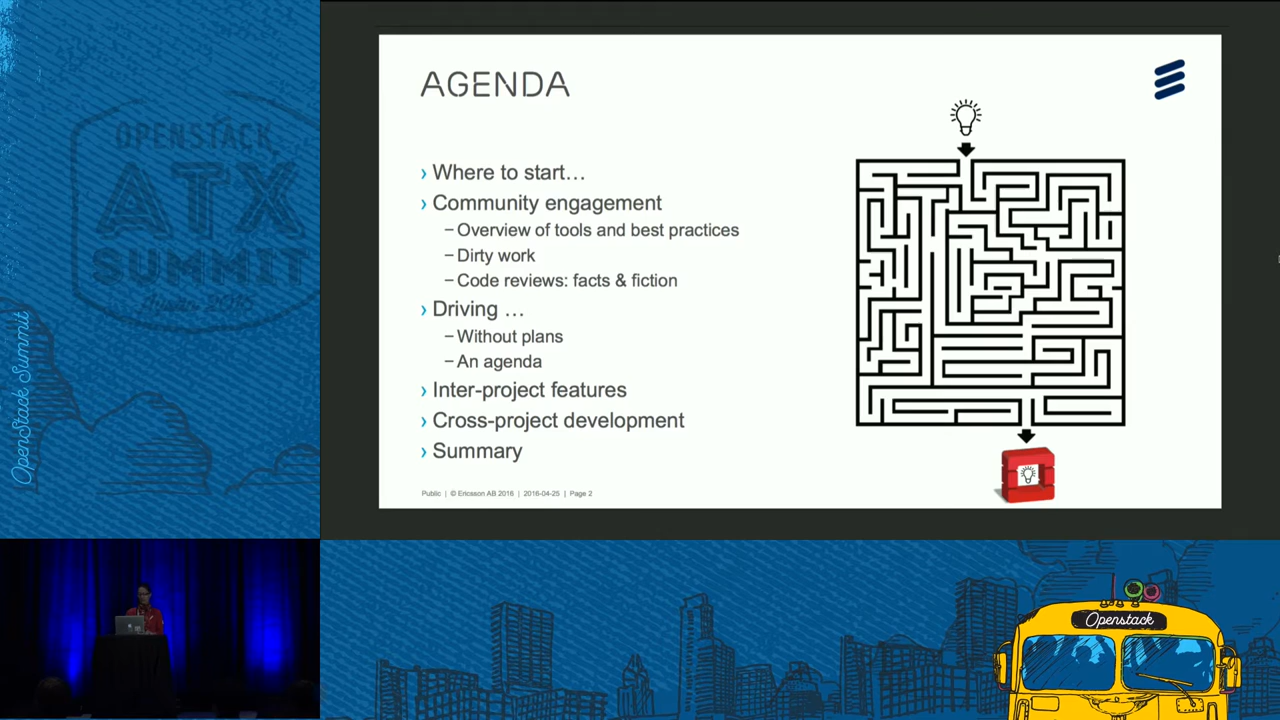 OPENSTACK
ATX
SUMMIT
OpenStack Summit
AGENDA
› Where to start…
› Community engagement
– Overview of tools and best practices
– Dirty work
– Code reviews: facts & fiction
› Driving …
– Without plans
– An agenda
› Inter-project features
› Cross-project development
› Summary
Public | © Ericsson AB 2016 | 2016-04-25 | Page 2
Openstack